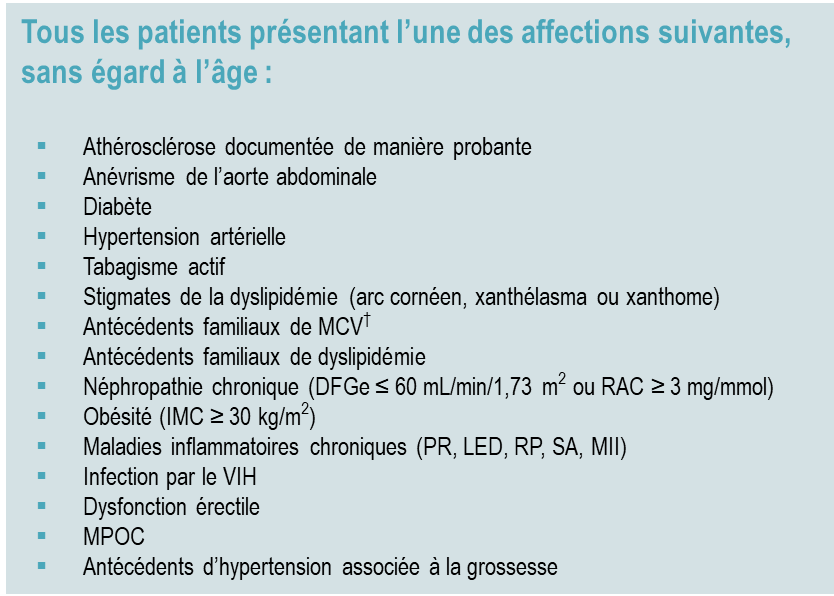 Tous les patients présentant l’une des affections suivantes,
sans égard à l’âge :
▪ Athérosclérose documentée de manière probante
▪ Anévrisme de l’aorte abdominale
▪ Diabète
▪ Hypertension artérielle
▪ Tabagisme actif
▪ Stigmates de la dyslipidémie (arc cornéen, xanthélasma ou xanthome)
▪ Antécédents familiaux de MCV†
▪ Antécédents familiaux de dyslipidémie
▪ Néphropathie chronique (DFGe ≤ 60 mL/min/1,73 m² ou RAC ≥ 3 mg/mmol)
▪ Obésité (IMC ≥ 30 kg/m²)
▪ Maladies inflammatoires chroniques (PR, LED, RP, SA, MII)
▪ Infection par le VIH
▪ Dysfonction érectile
▪ MPOC
▪ Antécédents d’hypertension associée à la grossesse